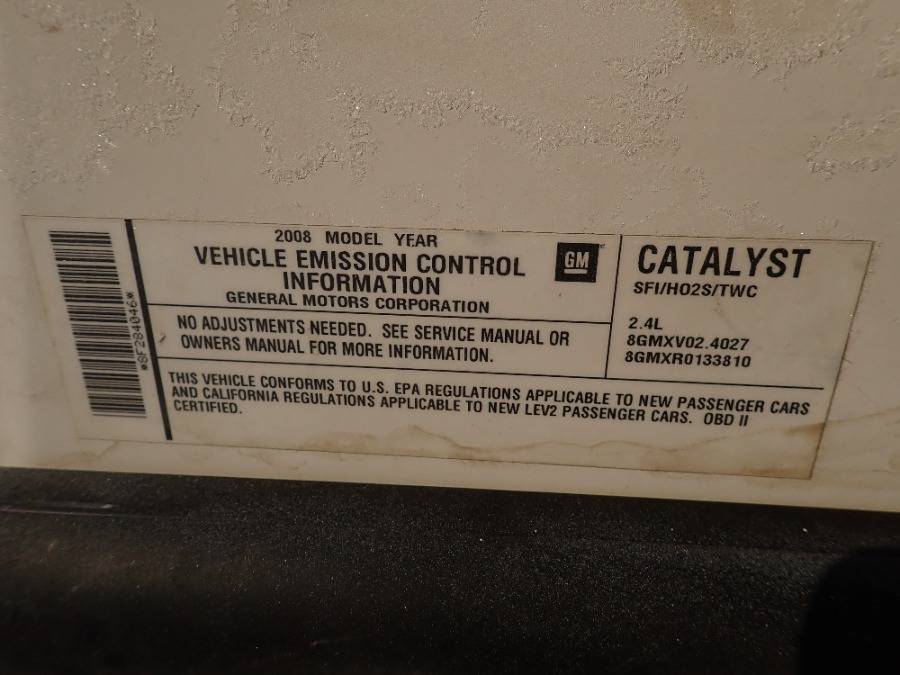 *8F284046*
2008 MODEL YEAR
VEHICLE EMISSION CONTROL
INFORMATION
GENERAL MOTORS CORPORATION
GM
NO ADJUSTMENTS NEEDED. SEE SERVICE MANUAL OR
OWNERS MANUAL FOR MORE INFORMATION.
CATALYST
SFI/HO2S/TWC
2.4L
8GMXV02.4027
8GMXR0133810
THIS VEHICLE CONFORMS TO U.S. EPA REGULATIONS APPLICABLE TO NEW PASSENGER CARS
AND CALIFORNIA REGULATIONS APPLICABLE TO NEW LEV2 PASSENGER CARS. OBD II
CERTIFIED.